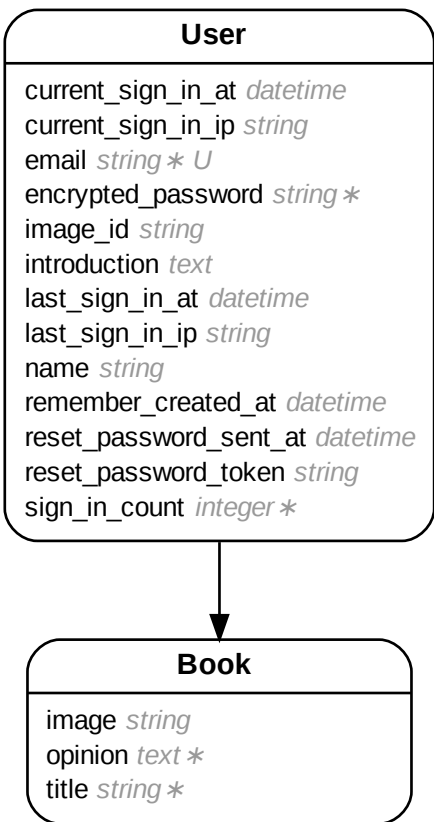 User
current_sign_in_at datetime
current_sign_in_ip string
email string ∗ U
encrypted_password string ∗
image_id string
introduction text
last_sign_in_at datetime
last_sign_in_ip string
name string
remember_created_at datetime
reset_password_sent_at datetime
reset_password_token string
sign_in_count integer ∗
Book
image string
opinion text ∗
title string ∗